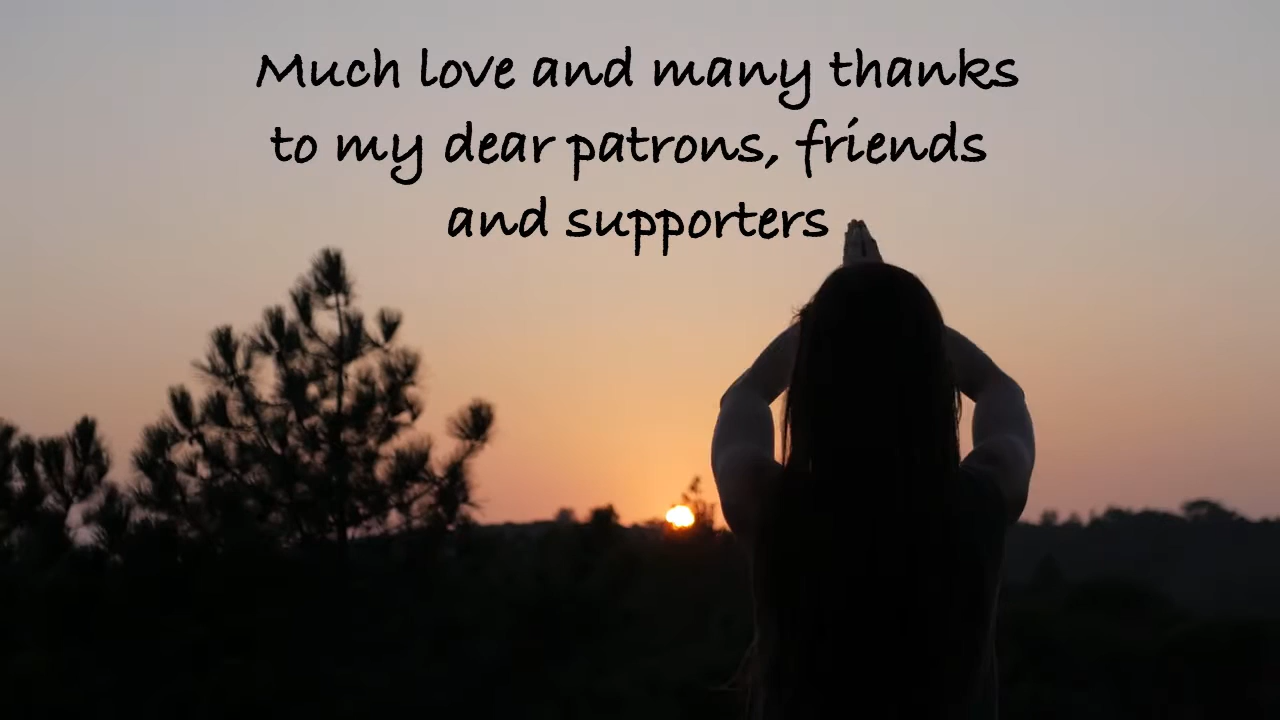 Much love and many thanks
to my dear patrons, friends
and supporters